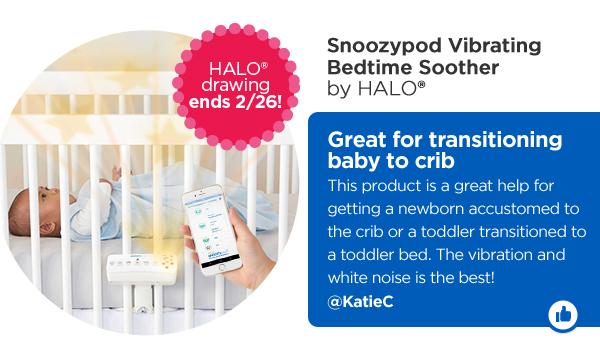 HALO®
drawing
ends 2/26!
Snoozypod Vibrating
Bedtime Soother
by HALO®
Great for transitioning
baby to crib
This product is a great help for
getting a newborn accustomed to
the crib or a toddler transitioned to
a toddler bed. The vibration and
white noise is the best!
@KatieC